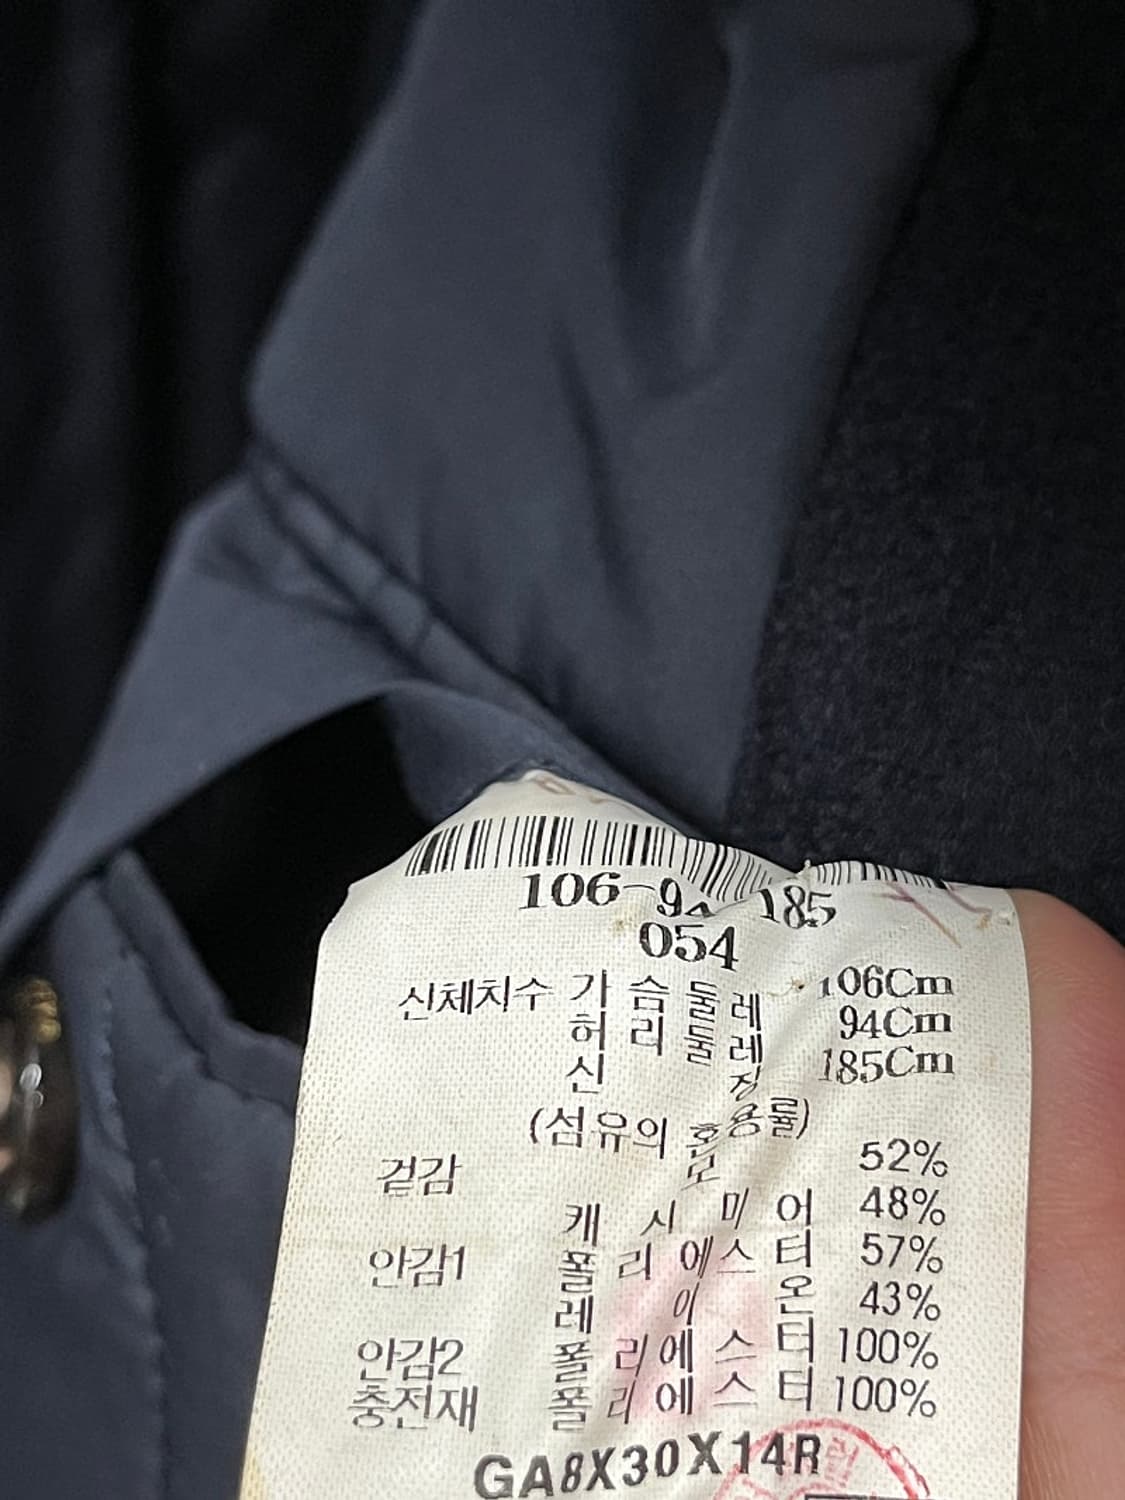 106-94 185
054
신체치수 가슴둘레 106Cm
허리둘레 94Cm
신장 185Cm
(섬유의 혼용률)
겉감 모 52%
캐시미어 48%
안감1 폴리에스터 57%
레이온 43%
안감2 폴리에스터 100%
충전재 폴리에스터 100%
GA8X30X14R